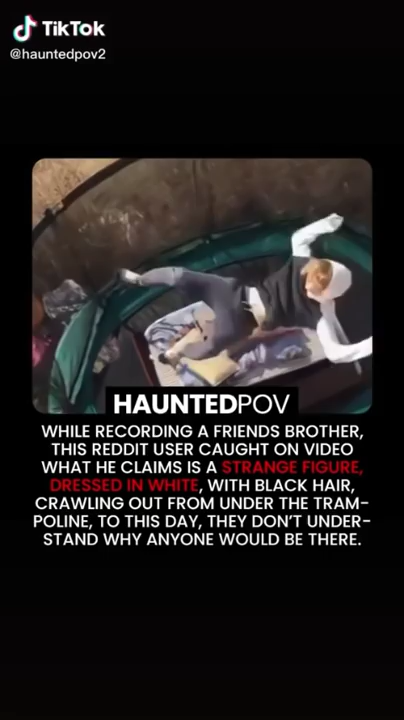 TikTok
@hauntedpov2
HAUNTEDPOV
WHILE RECORDING A FRIENDS BROTHER,
THIS REDDIT USER CAUGHT ON VIDEO
WHAT HE CLAIMS IS A STRANGE FIGURE,
DRESSED IN WHITE, WITH BLACK HAIR,
CRAWLING OUT FROM UNDER THE TRAM-
POLINE, TO THIS DAY, THEY DON'T UNDER-
STAND WHY ANYONE WOULD BE THERE.